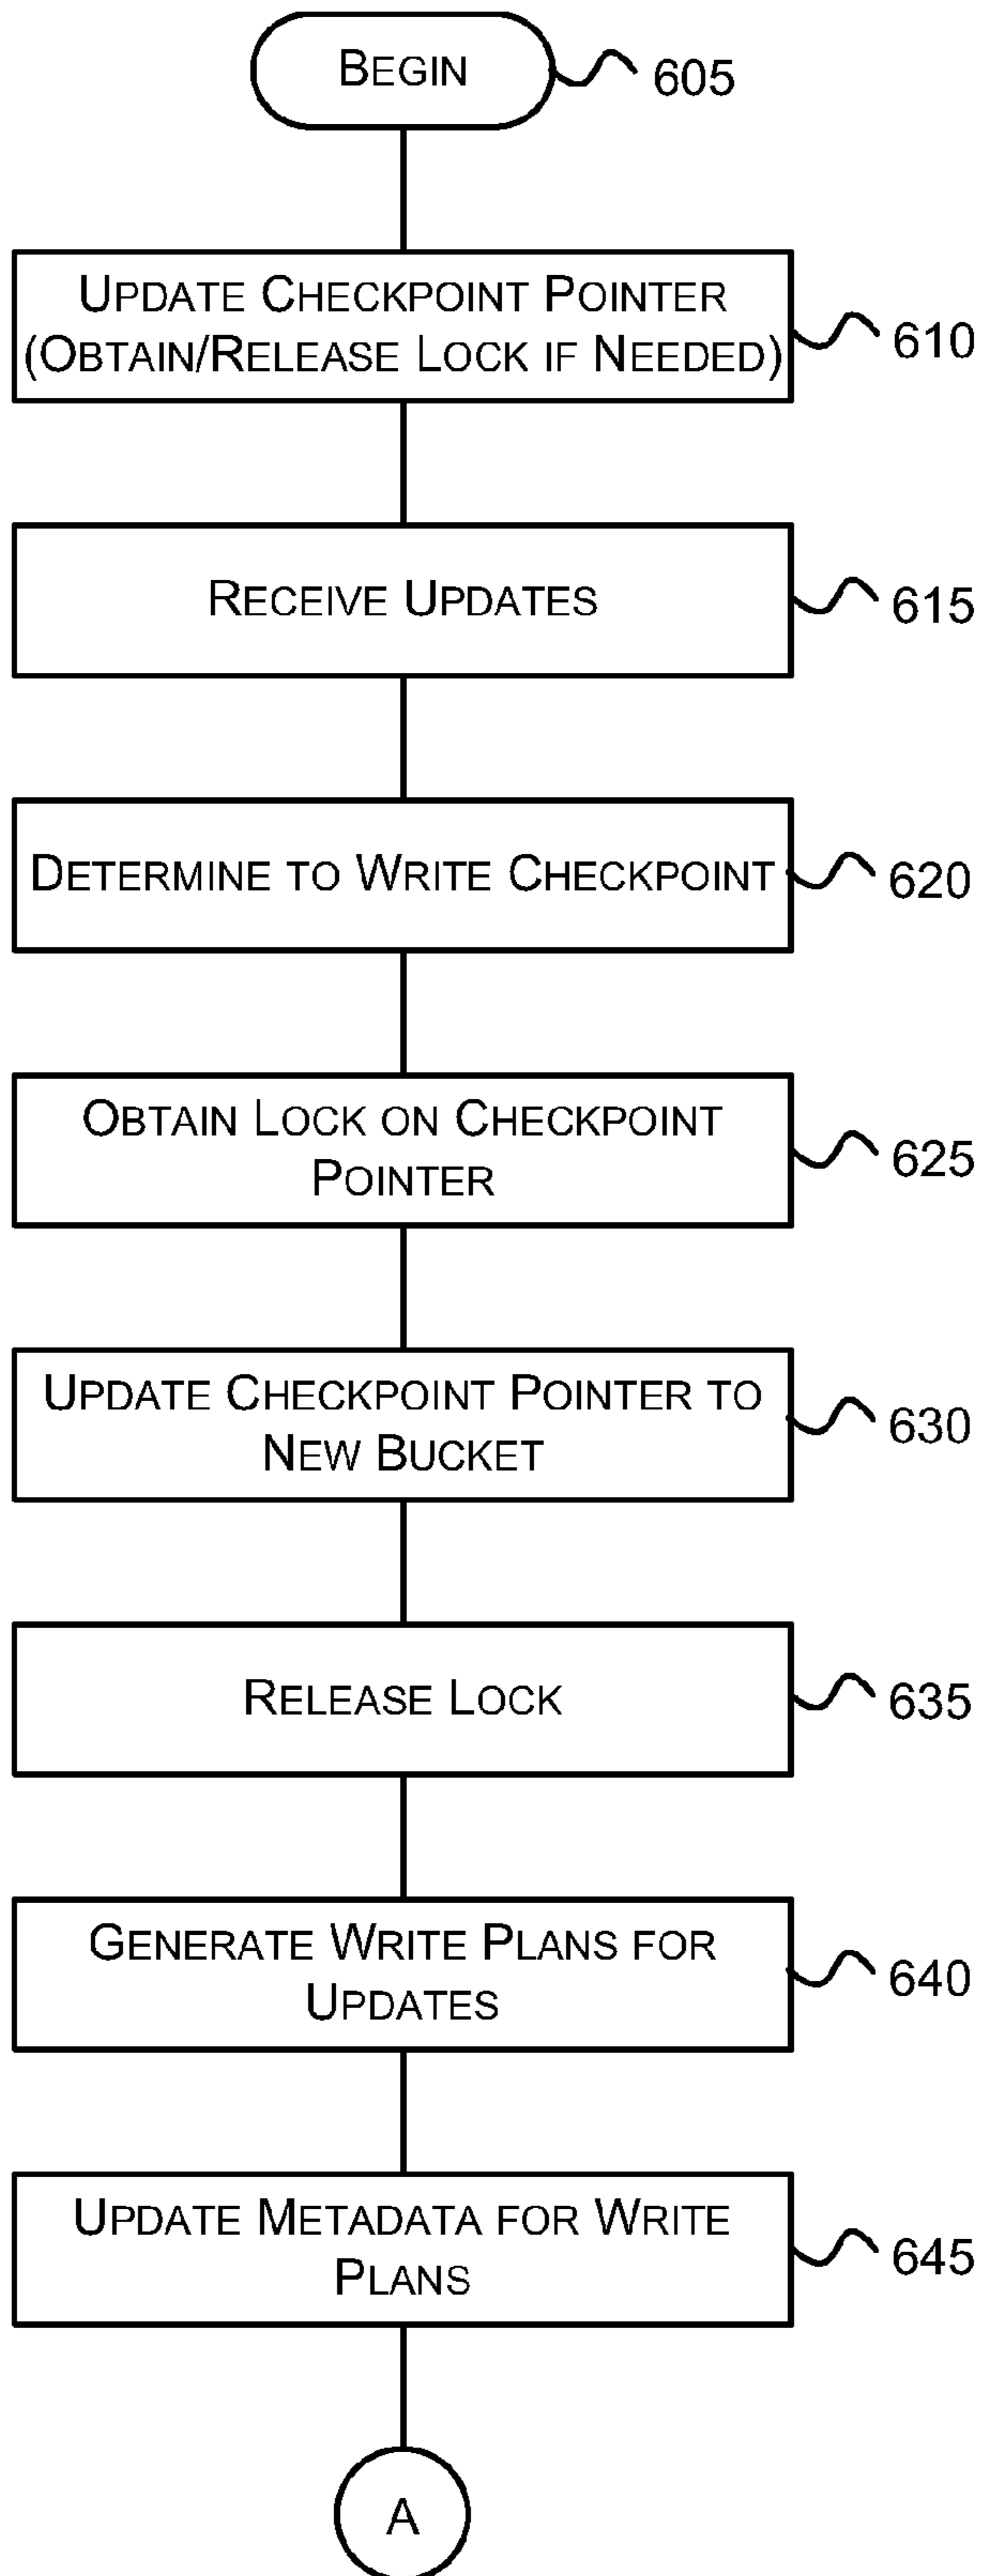 BEGIN
605
UPDATE CHECKPOINT POINTER
(OBTAIN/RELEASE LOCK IF NEEDED)
610
RECEIVE UPDATES
615
DETERMINE TO WRITE CHECKPOINT
620
OBTAIN LOCK ON CHECKPOINT
POINTER
625
UPDATE CHECKPOINT POINTER TO
NEW BUCKET
630
RELEASE LOCK
635
GENERATE WRITE PLANS FOR
UPDATES
640
UPDATE METADATA FOR WRITE
PLANS
645
A